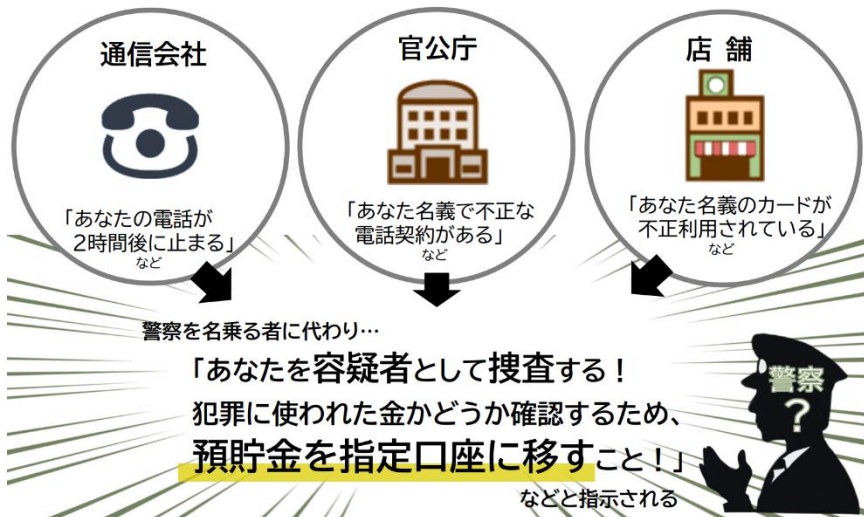 通信会社
「あなたの電話が
2時間後に止まる」
など
官公庁
「あなた名義で不正な
電話契約がある」
など
店舗
「あなた名義のカードが
不正利用されている」
など
警察を名乗る者に代わり…
「あなたを容疑者として捜査する！
犯罪に使われた金かどうか確認するため、
預貯金を指定口座に移すこと！」
などと指示される
警察
？